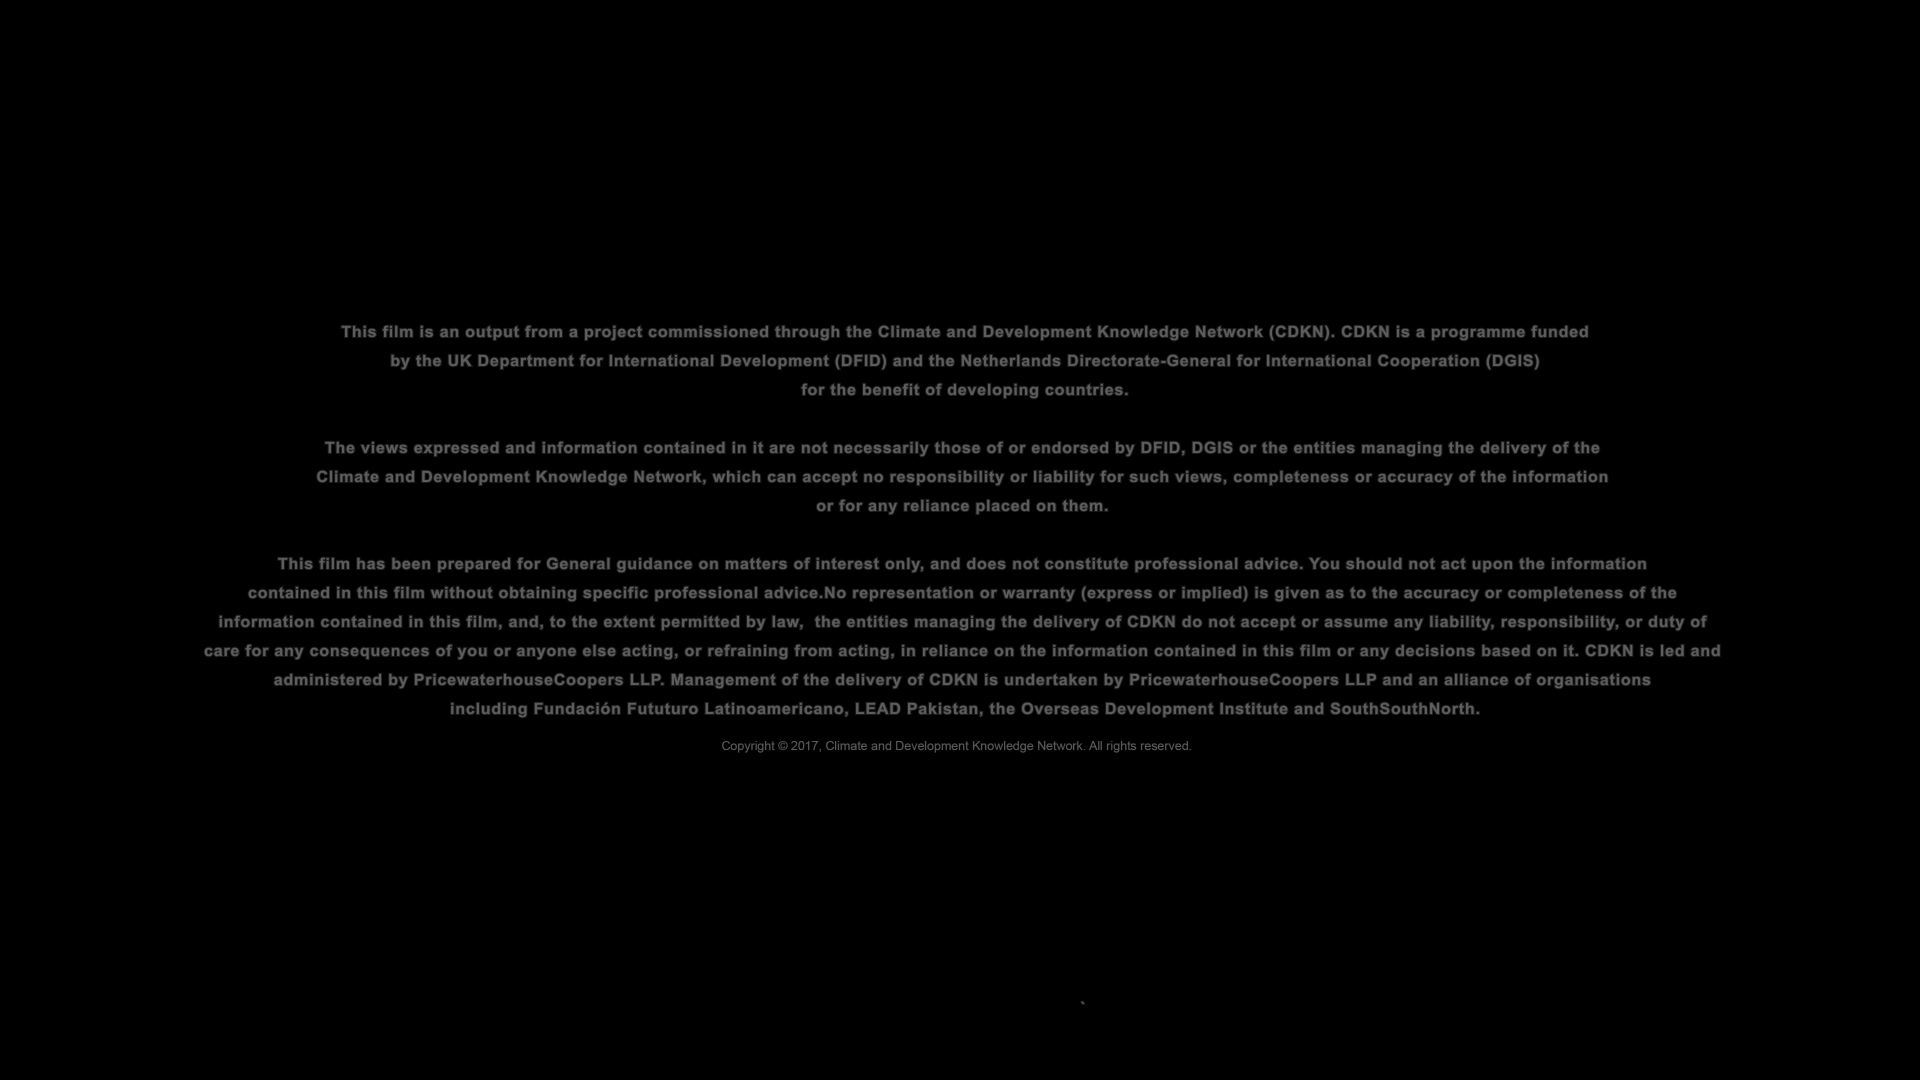 This film is an output from a project commissioned through the Climate and Development Knowledge Network (CDKN). CDKN is a programme funded
by the UK Department for International Development (DFID) and the Netherlands Directorate-General for International Cooperation (DGIS)
for the benefit of developing countries.
The views expressed and information contained in it are not necessarily those of or endorsed by DFID, DGIS or the entities managing the delivery of the
Climate and Development Knowledge Network, which can accept no responsibility or liability for such views, completeness or accuracy of the information
or for any reliance placed on them.
This film has been prepared for General guidance on matters of interest only, and does not constitute professional advice. You should not act upon the information
contained in this film without obtaining specific professional advice.No representation or warranty (express or implied) is given as to the accuracy or completeness of the
information contained in this film, and, to the extent permitted by law,  the entities managing the delivery of CDKN do not accept or assume any liability, responsibility, or duty of
care for any consequences of you or anyone else acting, or refraining from acting, in reliance on the information contained in this film or any decisions based on it. CDKN is led and
administered by PricewaterhouseCoopers LLP. Management of the delivery of CDKN is undertaken by PricewaterhouseCoopers LLP and an alliance of organisations
including Fundación Fututuro Latinoamericano, LEAD Pakistan, the Overseas Development Institute and SouthSouthNorth.
Copyright © 2017, Climate and Development Knowledge Network. All rights reserved.
`